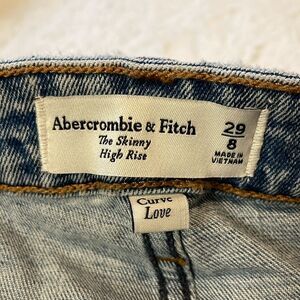 Abercrombie & Fitch
The Skinny
High Rise
29
8
MADE IN
VIETNAM
Curve
Love